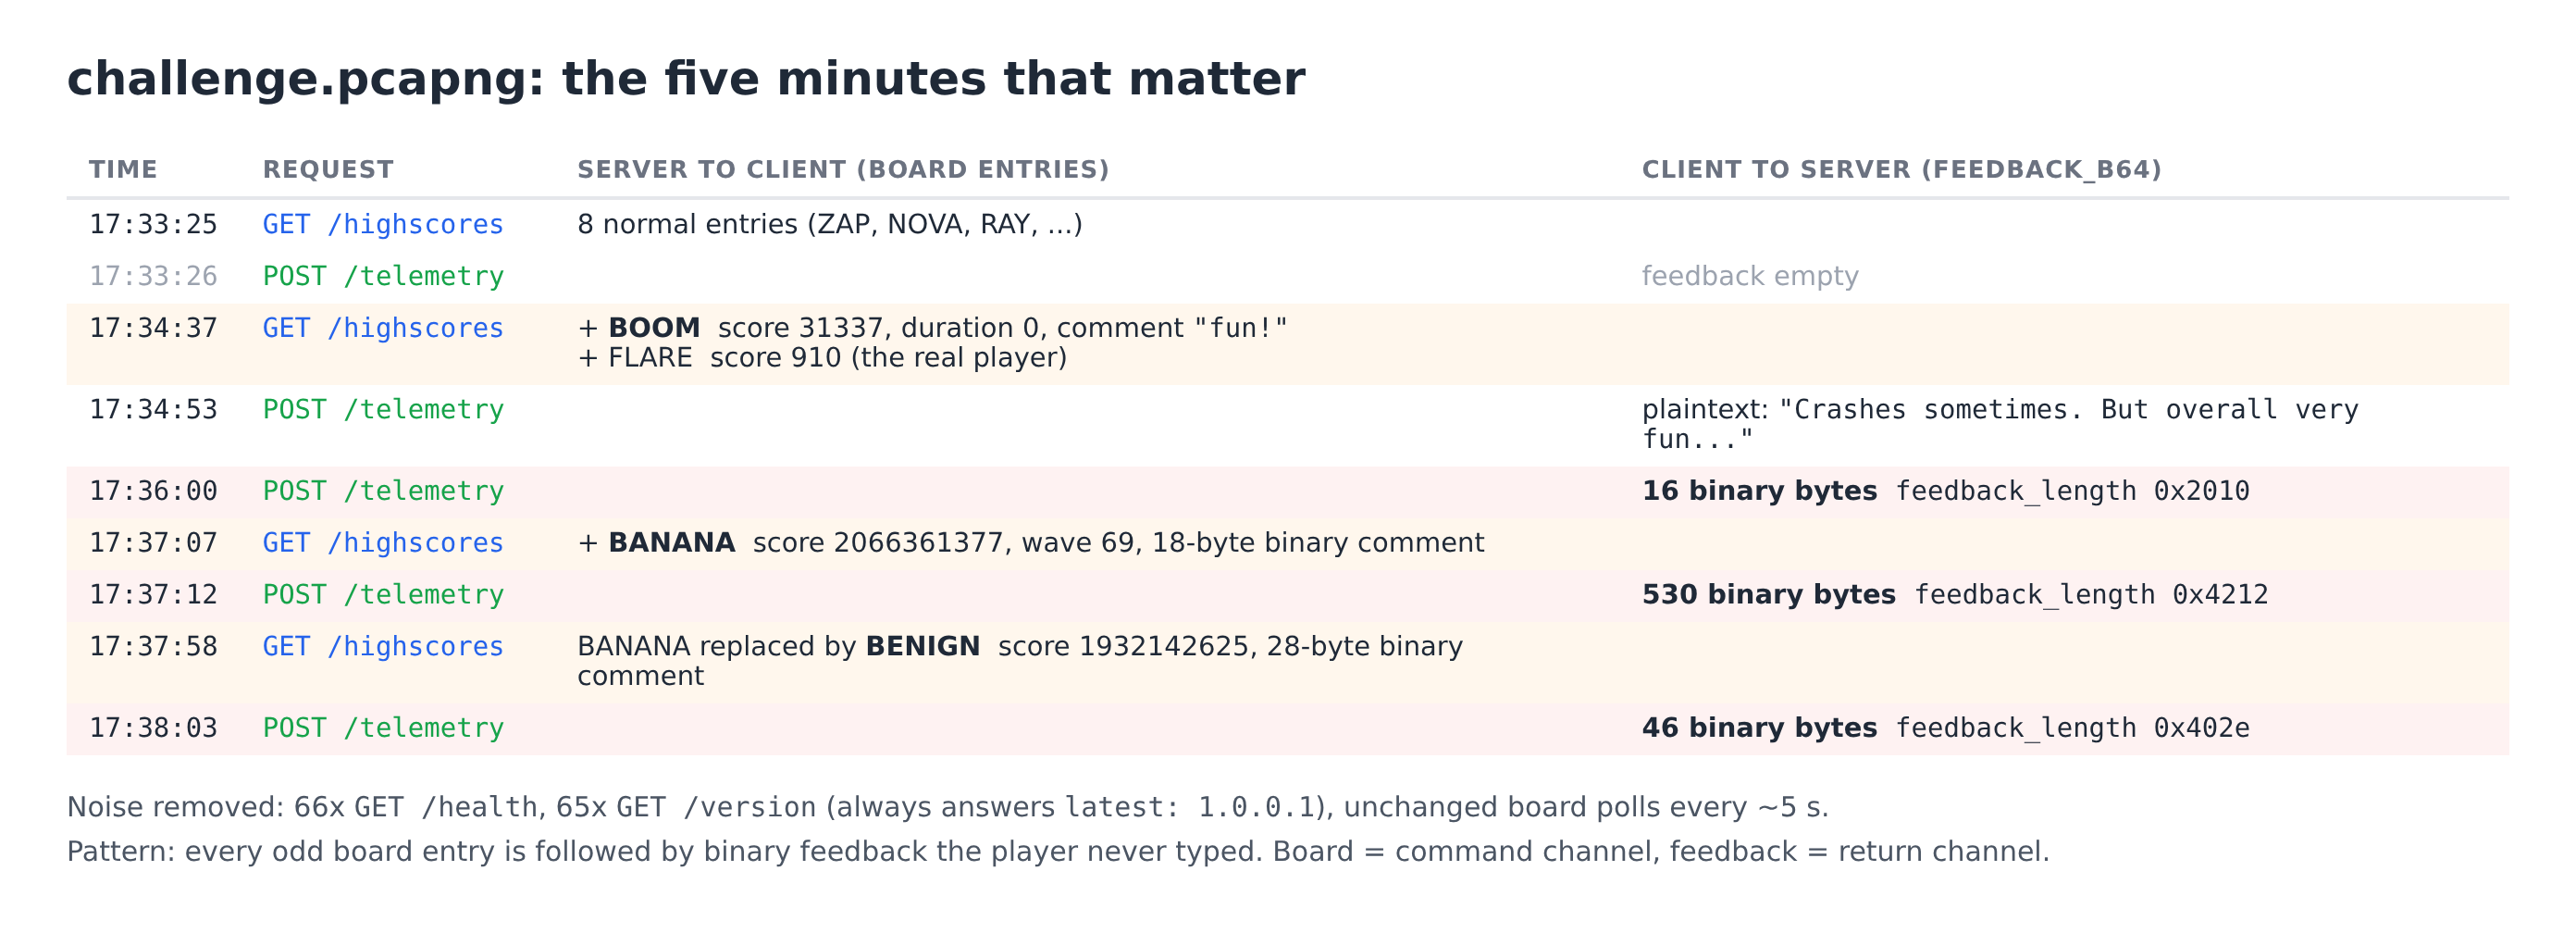 challenge.pcapng: the five minutes that matter
TIME REQUEST SERVER TO CLIENT (BOARD ENTRIES) CLIENT TO SERVER (FEEDBACK_B64)
17:33:25 GET /highscores 8 normal entries (ZAP, NOVA, RAY, ...)
17:33:26 POST /telemetry feedback empty
17:34:37 GET /highscores + BOOM score 31337, duration 0, comment "fun!"
+ FLARE score 910 (the real player)
17:34:53 POST /telemetry plaintext: "Crashes sometimes. But overall very
fun..."
17:36:00 POST /telemetry 16 binary bytes feedback_length 0x2010
17:37:07 GET /highscores + BANANA score 2066361377, wave 69, 18-byte binary comment
17:37:12 POST /telemetry 530 binary bytes feedback_length 0x4212
17:37:58 GET /highscores BANANA replaced by BENIGN score 1932142625, 28-byte binary
comment
17:38:03 POST /telemetry 46 binary bytes feedback_length 0x402e
Noise removed: 66x GET /health, 65x GET /version (always answers latest: 1.0.0.1), unchanged board polls every ~5 s.
Pattern: every odd board entry is followed by binary feedback the player never typed. Board = command channel, feedback = return channel.